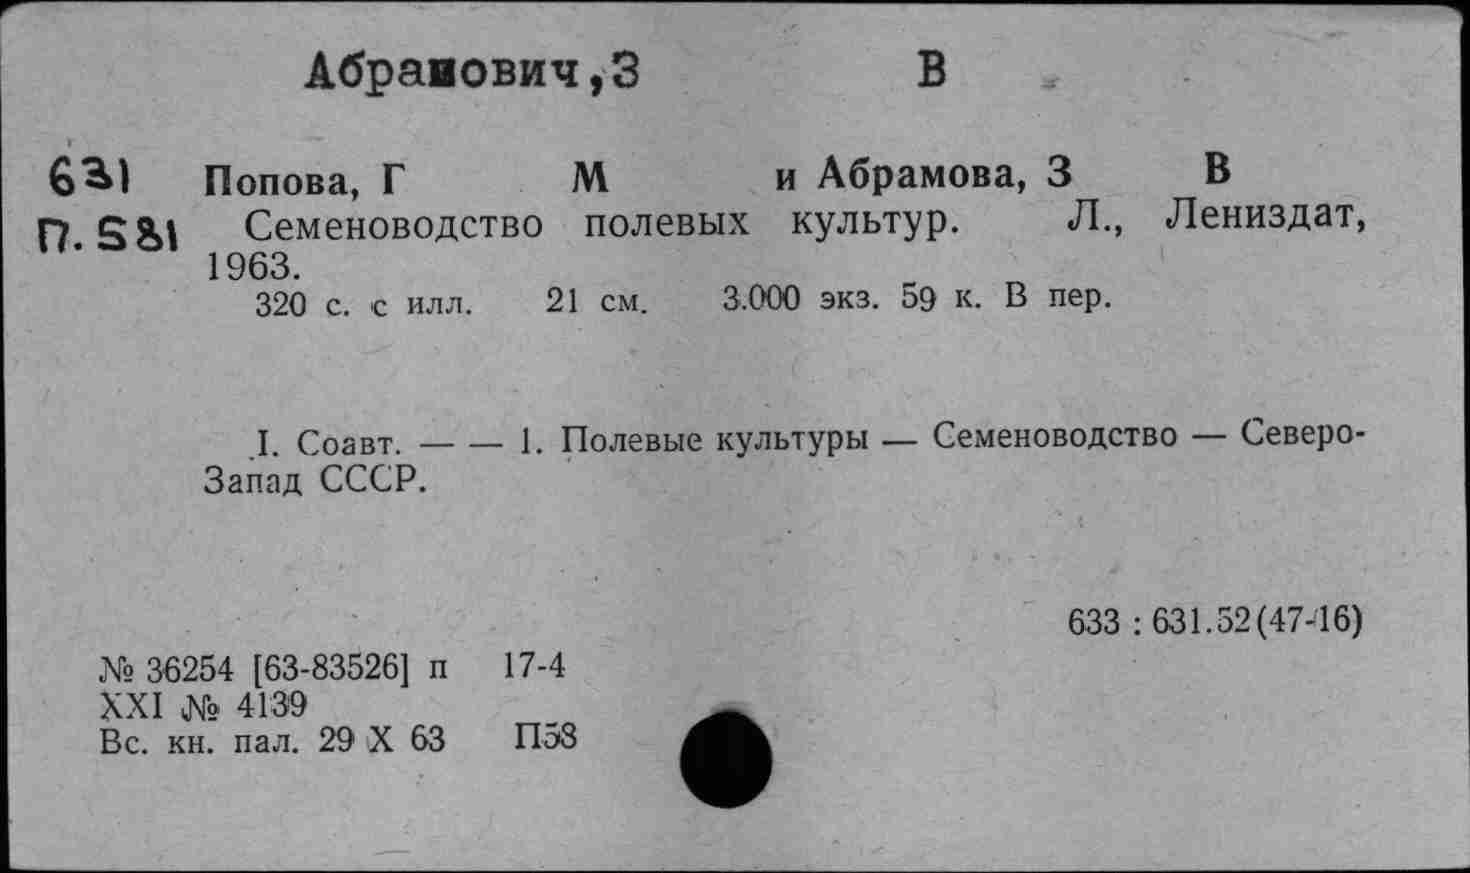 Абрамович,З В
631 Попова, Г М и Абрамова, З В
П.581 Семеноводство полевых культур. Л., Лениздат,
1963.
320 с. с илл. 21 см. 3.000 экз. 59 к. В пер.
I. Соавт. — — 1. Полевые культуры — Семеноводство — Северо-
Запад СССР.
633 : 631.52(47-16)
№ 36254 [63-83526] п 17-4
XXI № 4139
Вс. кн. пал. 29 X 63 П58